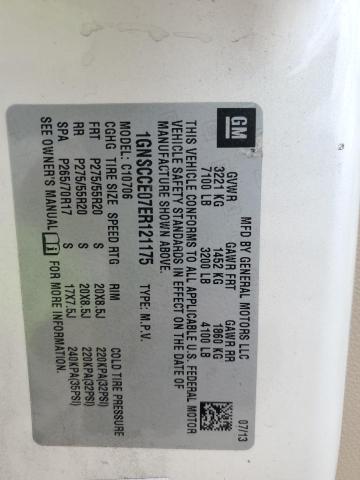 GM
MFD BY GENERAL MOTORS LLC 07/13
GVWR GAWR FRT GAWR RR
3221 KG 1452 KG 1860 KG
7100 LB 3200 LB 4100 LB
THIS VEHICLE CONFORMS TO ALL APPLICABLE U.S. FEDERAL MOTOR
VEHICLE SAFETY STANDARDS IN EFFECT ON THE DATE OF
MANUFACTURE SHOWN ABOVE.
1GNSCCE07ER121175 TYPE: M.P.V.
MODEL: C10706
CGHG TIRE SIZE SPEED RTG RIM COLD TIRE PRESSURE
FRT P275/55R20 S 20X8.5J 220KPA(32PSI)
RR P275/55R20 S 20X8.5J 220KPA(32PSI)
SPA P265/70R17 S 17X7.5J 240KPA(35PSI)
SEE OWNER'S MANUAL i FOR MORE INFORMATION.